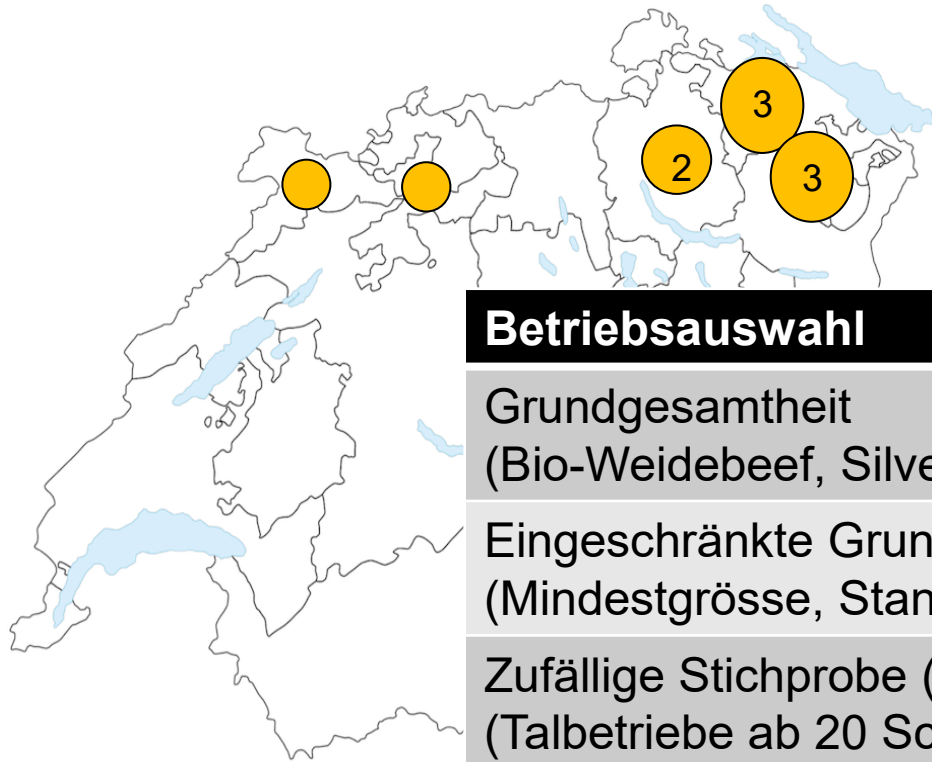 3
2
3
Betriebsauswahl
Grundgesamtheit
(Bio-Weidebeef,
Eingeschränkte
(Mindestgrösse,
Zufällige Stichprobe (
(Talbetriebe ab 20